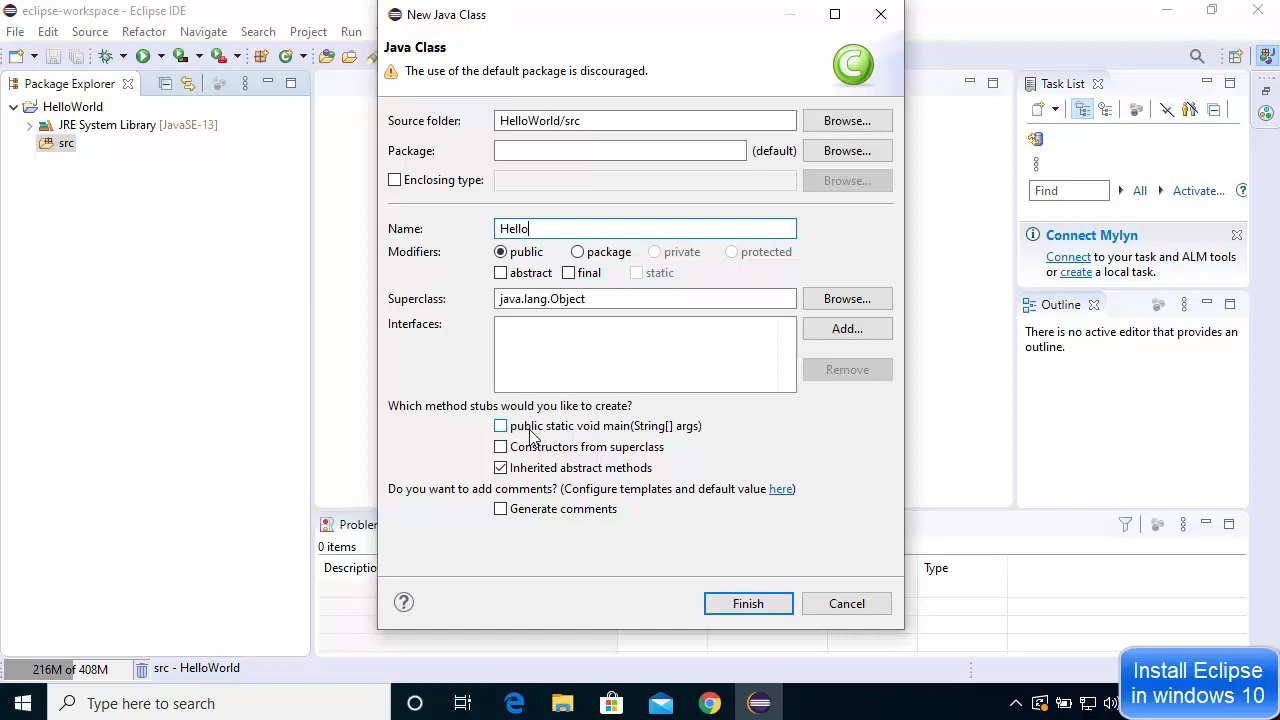 eclipse-workspace - Eclipse IDE
File Edit Source Refactor Navigate Search Project Run
Package Explorer
HelloWorld
JRE System Library [JavaSE-13]
src
New Java Class
Java Class
The use of the default package is discouraged.
Source folder: HelloWorld/src Browse...
Package: (default) Browse...
Enclosing type: Browse...
Name: Hello
Modifiers: public package private protected
abstract final static
Superclass: java.lang.Object Browse...
Interfaces: Add...
Remove
Which method stubs would you like to create?
public static void main(String[] args)
Constructors from superclass
Inherited abstract methods
Do you want to add comments? (Configure templates and default value here)
Generate comments
Finish Cancel
Task List
Find All Activate...
Connect Mylyn
Connect to your task and ALM tools
or create a local task.
Outline
There is no active editor that provides an
outline.
Problem
0 items
Descriptio Type
216M of 408M src - HelloWorld
Type here to search
Install Eclipse
in windows 10